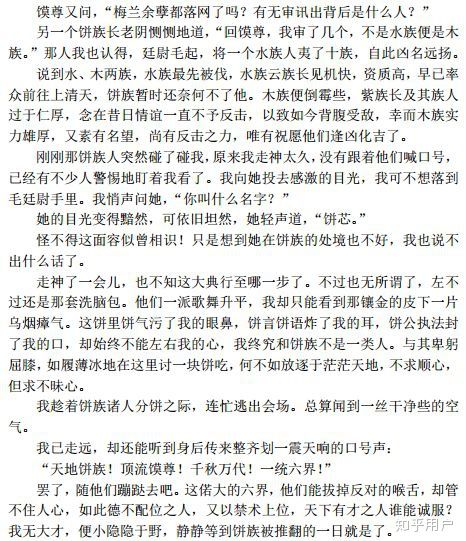 馍尊又问，“梅兰余孽都落网了吗？有无审讯出背后是什么人？”
另一个饼族长老阴恻恻地道，“回馍尊，我审了几个，不是水族便是木
族。”那人我也认得，廷尉毛起，将一个水族人夷了十族，自此凶名远扬。
说到水、木两族，水族最先被伐，水族云族长见机快，资质高，早已率
众前往上清天，饼族暂时还奈何不了他。木族便倒霉些，紫族长及其族人
过于仁厚，念在昔日情谊一直不予反击，以致如今背腹受敌，幸而木族实
力雄厚，又素有名望，尚有反击之力，唯有祝愿他们逢凶化吉了。
刚刚那饼族人突然碰了碰我，原来我走神太久，没有跟着他们喊口号，
已经有不少人警惕地盯着我看了。我向她投去感激的目光，我可不想落到
毛廷尉手里。我悄声问她，“你叫什么名字？”
她的目光变得黯然，可依旧坦然，她轻声道，“饼芯。”
怪不得这面容似曾相识！只是想到她在饼族的处境也不好，我也说不
出什么话了。
走神了一会儿，也不知这大典行至哪一步了。不过也无所谓了，左不
过还是那套洗脑包。他们一派歌舞升平，我却只能看到那镶金的皮下一片
乌烟瘴气。这饼里饼气污了我的眼鼻，饼言饼语炸了我的耳，饼公执法封
了我的口，却始终不能左右我的心，我终究和饼族不是一类人。与其卑躬
屈膝，如履薄冰地在这里讨一块饼吃，何不如放逐于茫茫天地，不求顺心，
但求不昧心。
我趁着饼族诸人分饼之际，连忙逃出会场。总算闻到一丝干净些的空
气。
我已走远，却还能听到身后传来整齐划一震天响的口号声：
“天地饼族！顶流馍尊！千秋万代！一统六界！”
罢了，随他们蹦跶去吧。这偌大的六界，他们能拔掉反对的喉舌，却管
不住人心，如此德不配位之人，又以禁术上位，天下有才之人谁能诚服？
我无大才，便小隐隐于野，静静等到饼族被推翻的一日就是了。
知乎用户